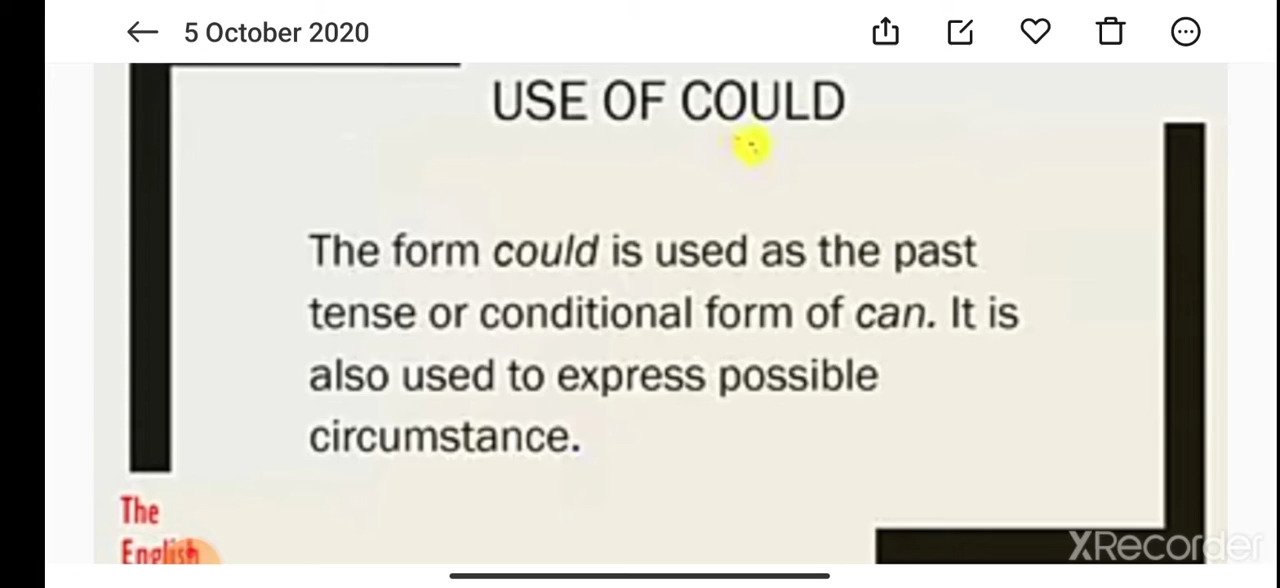 5 October 2020
USE OF COULD
The form could is used as the past
tense or conditional form of can. It is
also used to express possible
circumstance.
The
English
XRecorder